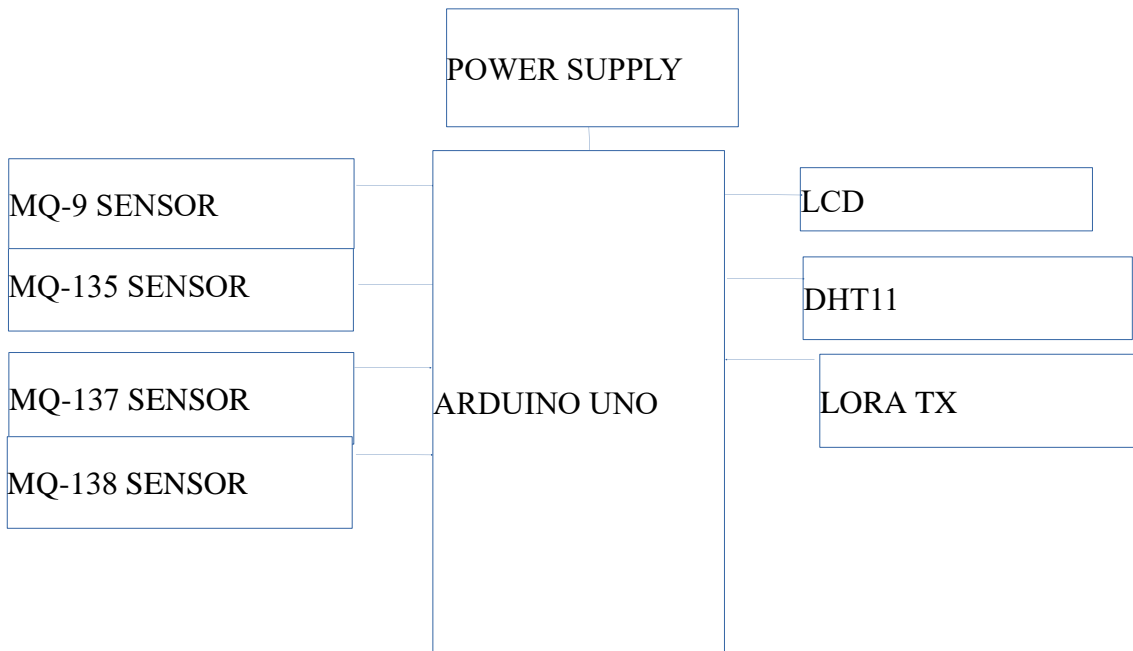 POWER SUPPLY
MQ-9 SENSOR
MQ-135 SENSOR
MQ-137 SENSOR
MQ-138 SENSOR
ARDUINO UNO
LCD
DHT11
LORA TX